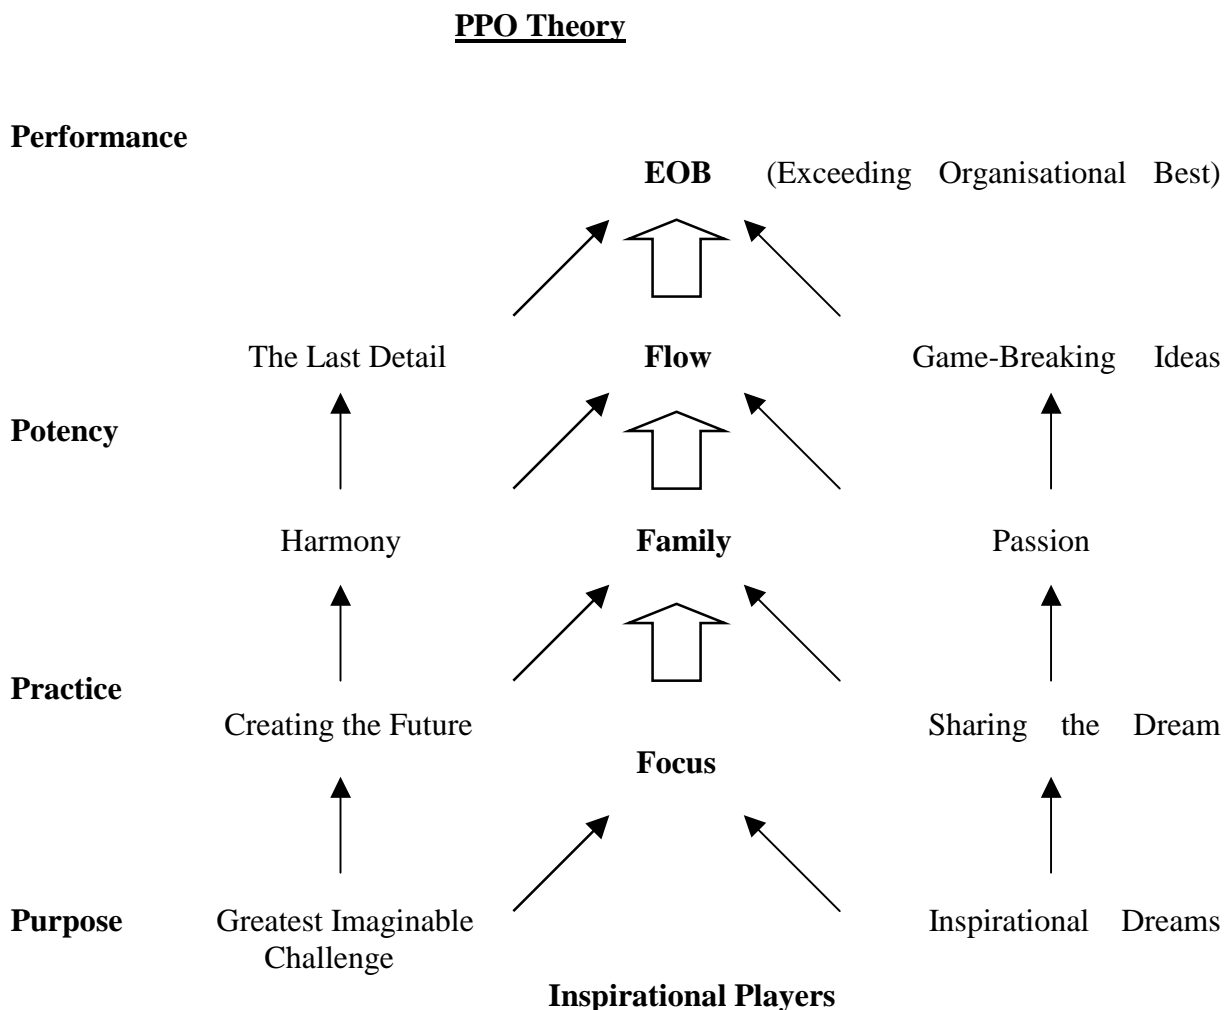 PPO Theory
Performance
EOB (Exceeding Organisational Best)
The Last Detail Flow Game-Breaking Ideas
Potency
Harmony Family Passion
Practice
Creating the Future Sharing the Dream
Focus
Purpose Greatest Imaginable Inspirational Dreams
Challenge
Inspirational Players